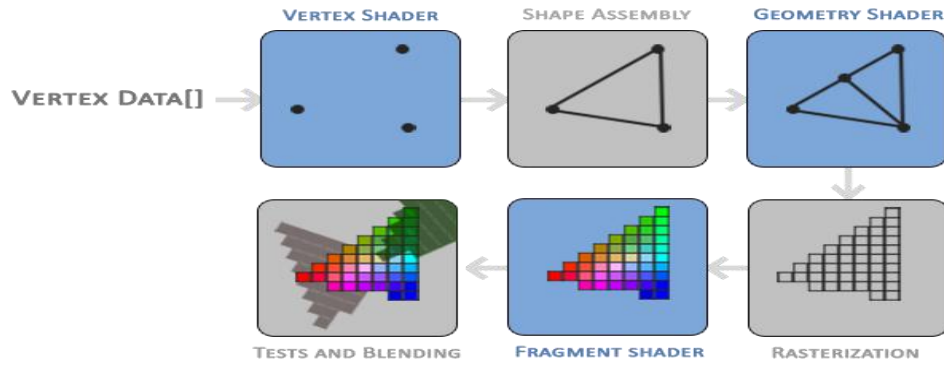 VERTEX SHADER
SHAPE ASSEMBLY
GEOMETRY SHADER
VERTEX DATA[]
TESTS AND BLENDING
FRAGMENT SHADER
RASTERIZATION